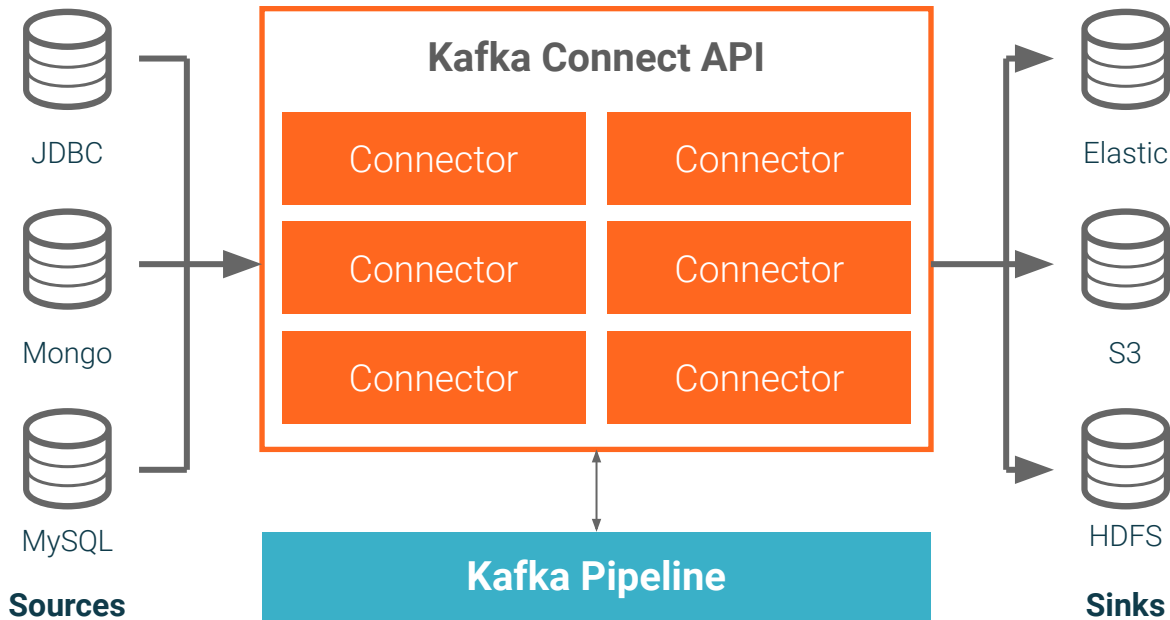 JDBC
Mongo
MySQL
Sources
Kafka Connect API
Connector
Connector
Connector
Connector
Connector
Connector
Kafka Pipeline
Elastic
S3
HDFS
Sinks